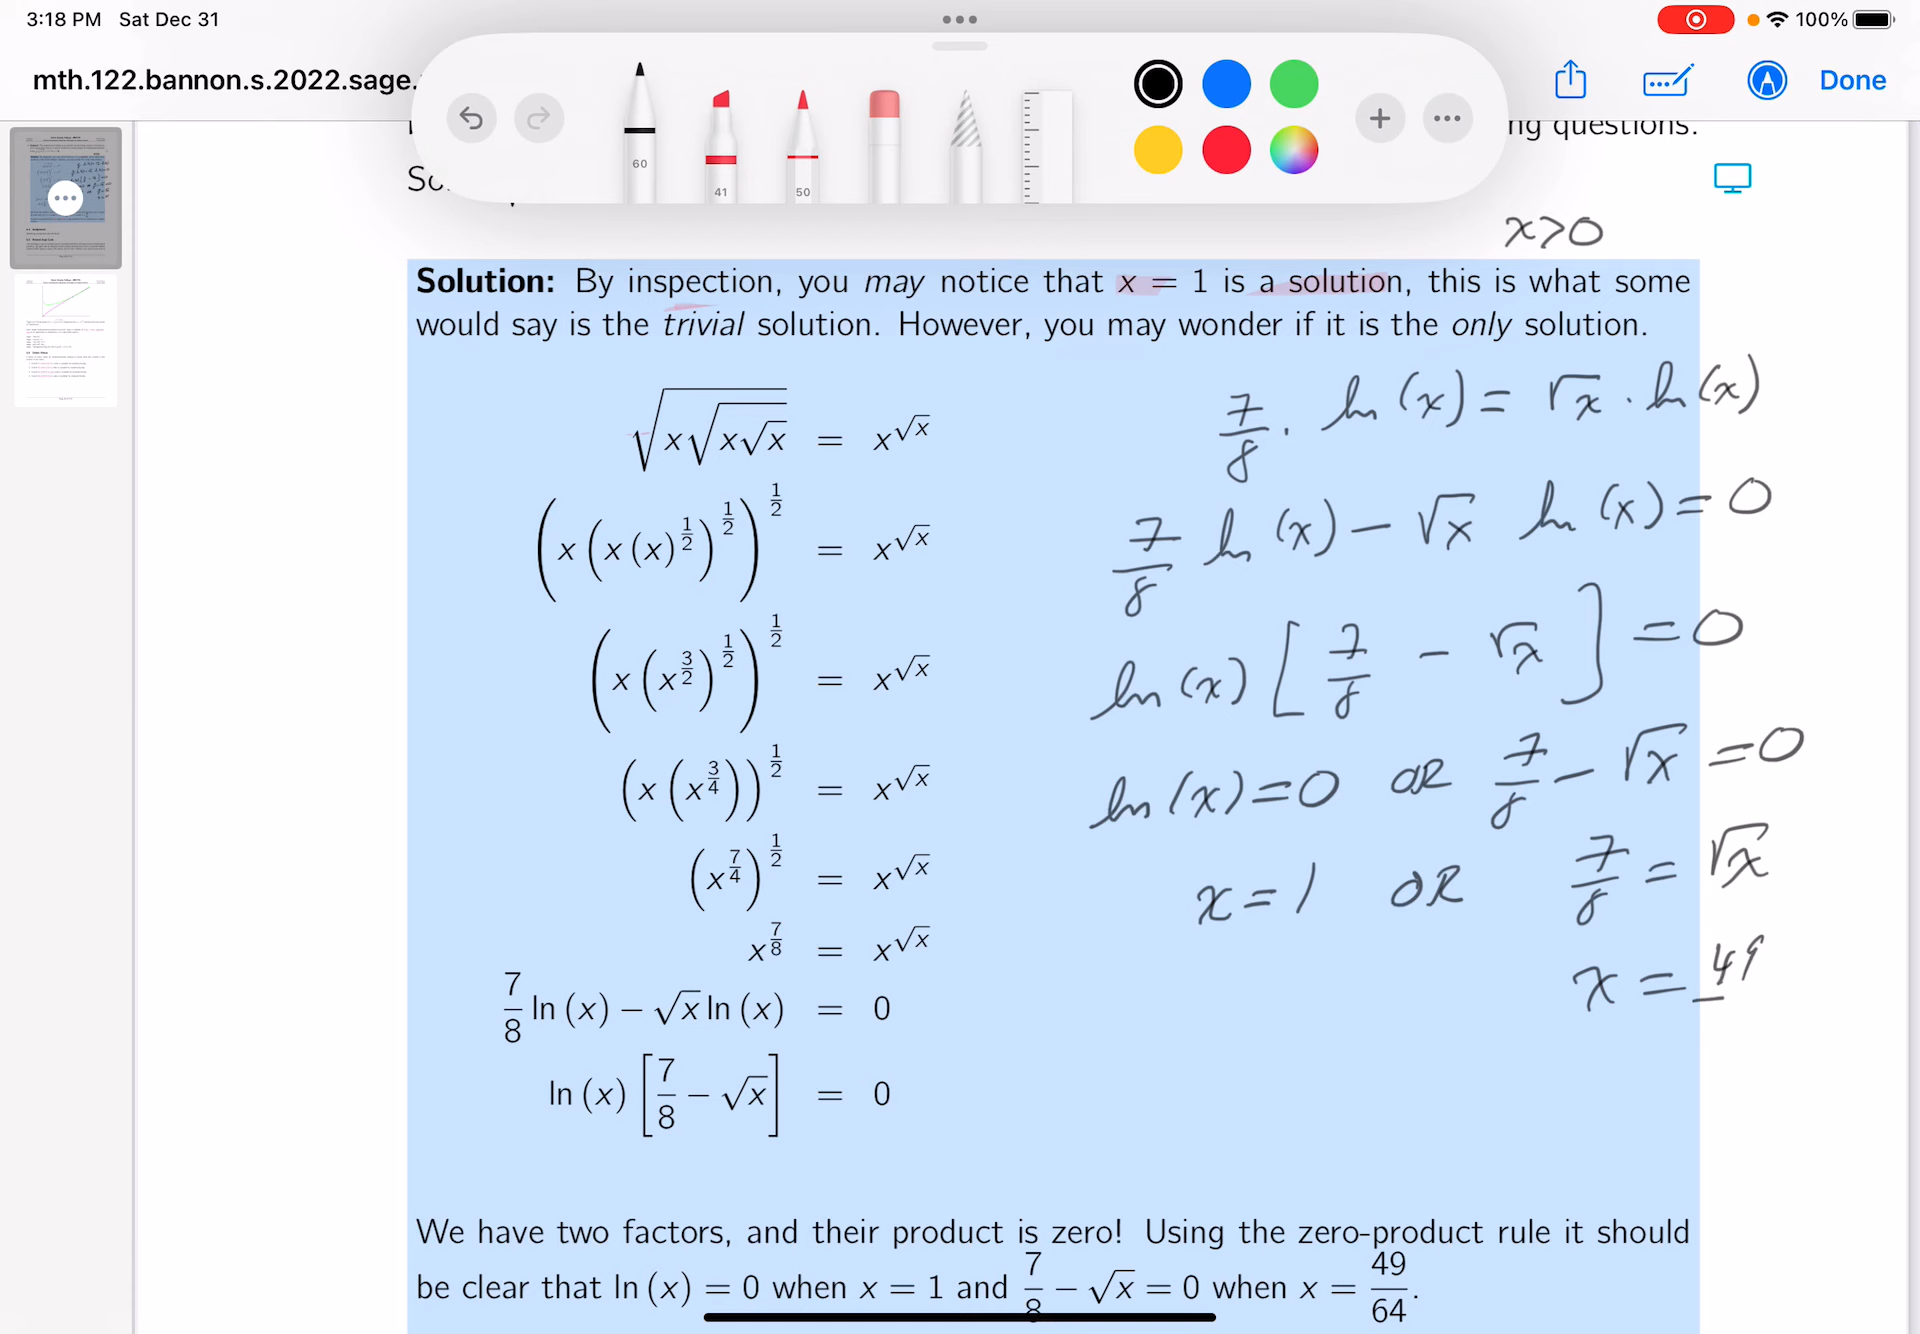 3:18 PM Sat Dec 31
100%
mth.122.bannon.s.2022.sage.
Done
60
41
50
ng questions.
So
x>0
Solution: By inspection, you may notice that x = 1 is a solution, this is what some
would say is the trivial solution. However, you may wonder if it is the only solution.
√(x√(x√x)) = x^√x
(x(x(x)^1/2)^1/2)^1/2 = x^√x
(x(x^3/2)^1/2)^1/2 = x^√x
(x(x^3/4))^1/2 = x^√x
(x^7/4)^1/2 = x^√x
x^7/8 = x^√x
7/8 ln (x) − √x ln (x) = 0
ln (x) [7/8 − √x] = 0
7/8 · ln (x) = √x · ln (x)
7/8 ln (x) − √x ln (x) = 0
ln (x) [7/8 − √x] = 0
ln (x) = 0 OR 7/8 − √x = 0
x = 1 OR 7/8 = √x
x = 49
We have two factors, and their product is zero! Using the zero-product rule it should
be clear that ln (x) = 0 when x = 1 and 7/8 − √x = 0 when x = 49/64.